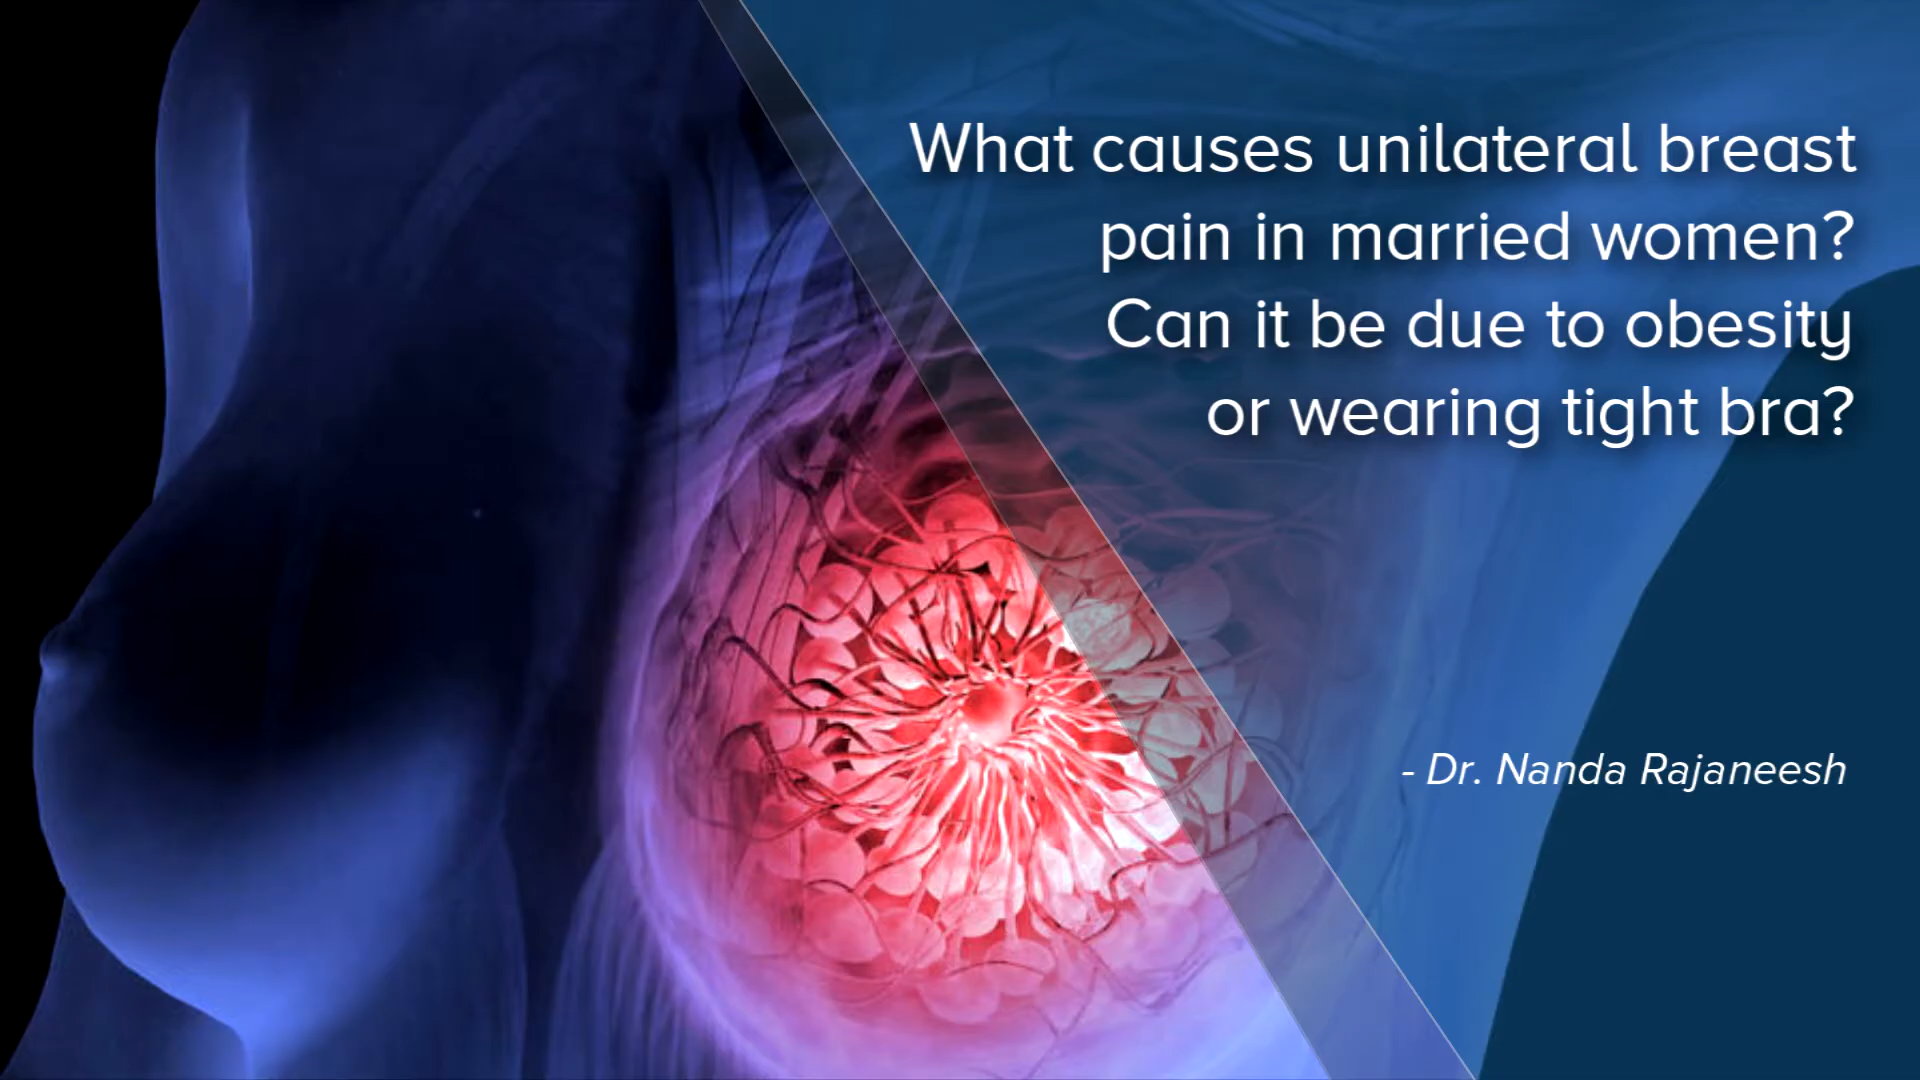 What causes unilateral breast
pain in married women?
Can it be due to obesity
or wearing tight bra?
- Dr. Nanda Rajaneesh